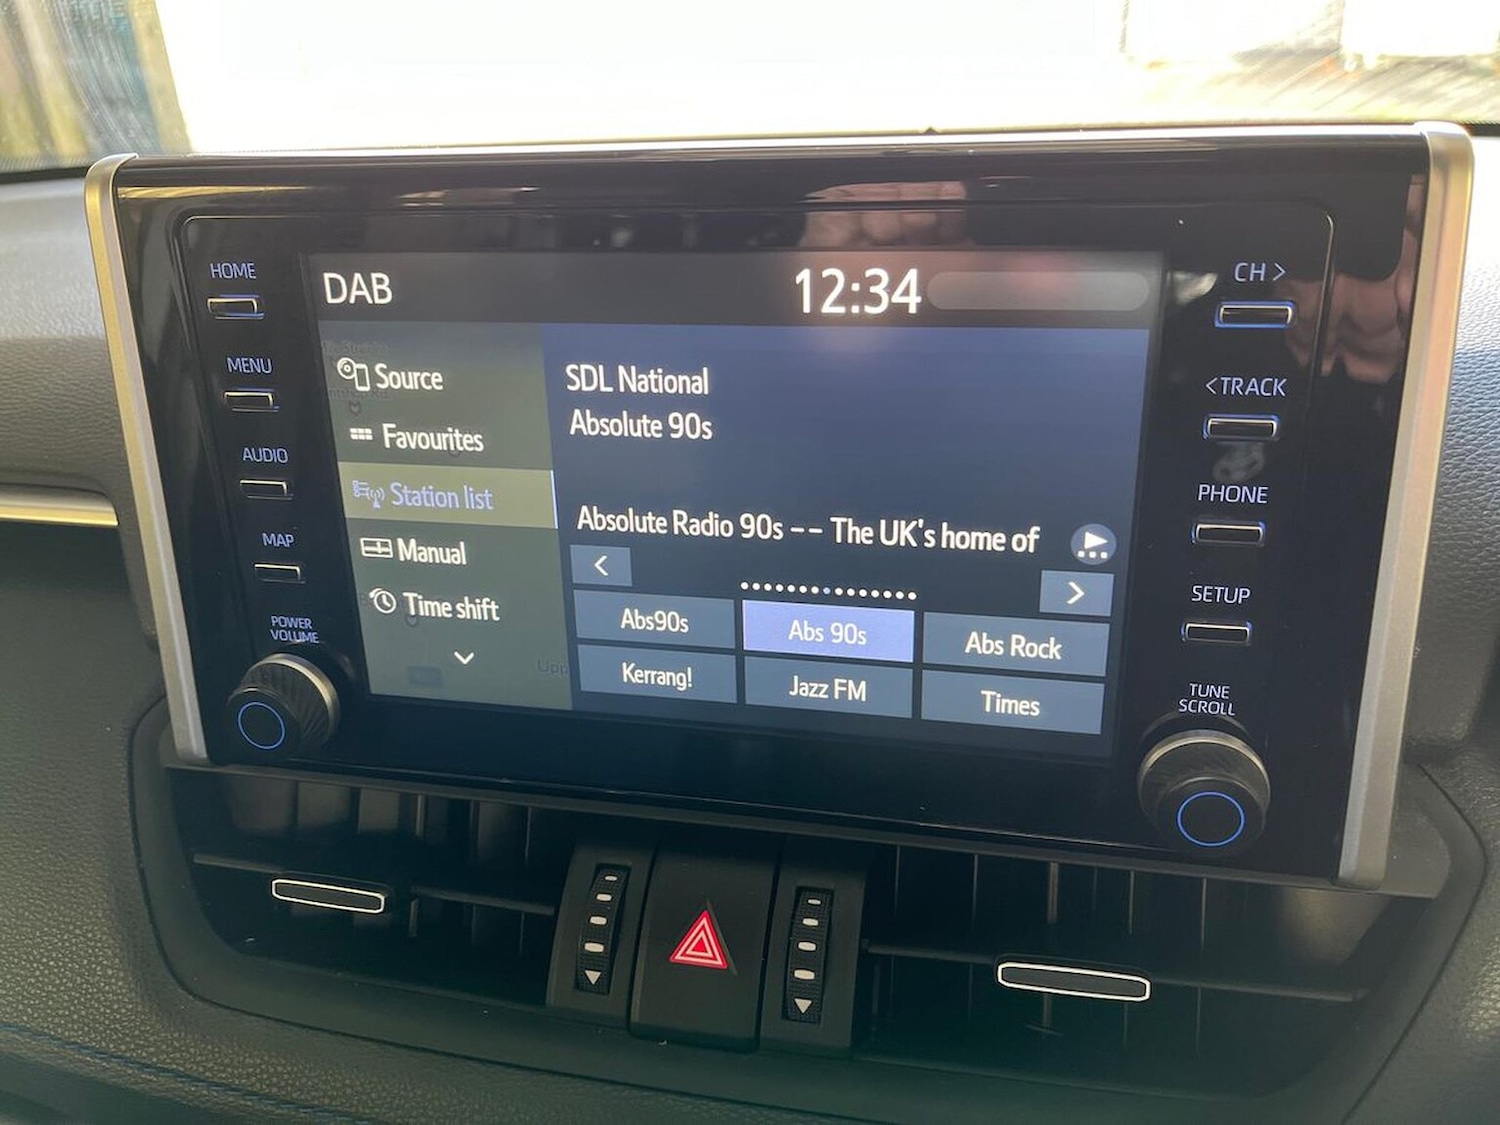 HOME
MENU
AUDIO
MAP
POWER
VOLUME
DAB
12:34
Source
Favourites
Station list
Manual
Time shift
SDL National
Absolute 90s
Absolute Radio 90s -- The UK's home of
Abs90s
Abs 90s
Abs Rock
Kerrang!
Jazz FM
Times
CH >
<TRACK
PHONE
SETUP
TUNE
SCROLL